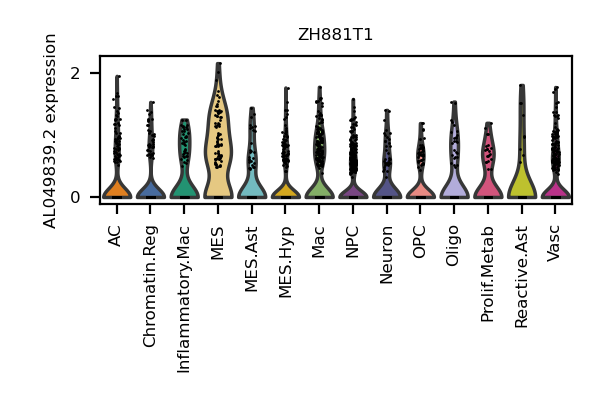 ZH881T1
AL049839.2 expression
2
0
AC
Chromatin.Reg
Inflammatory.Mac
MES
MES.Ast
MES.Hyp
Mac
NPC
Neuron
OPC
Oligo
Prolif.Metab
Reactive.Ast
Vasc